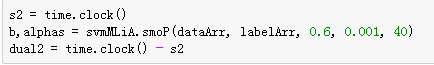 s2 = time.clock()
b,alphas = svmMLiA.smoP(dataArr, labelArr, 0.6, 0.001, 40)
dual2 = time.clock() - s2